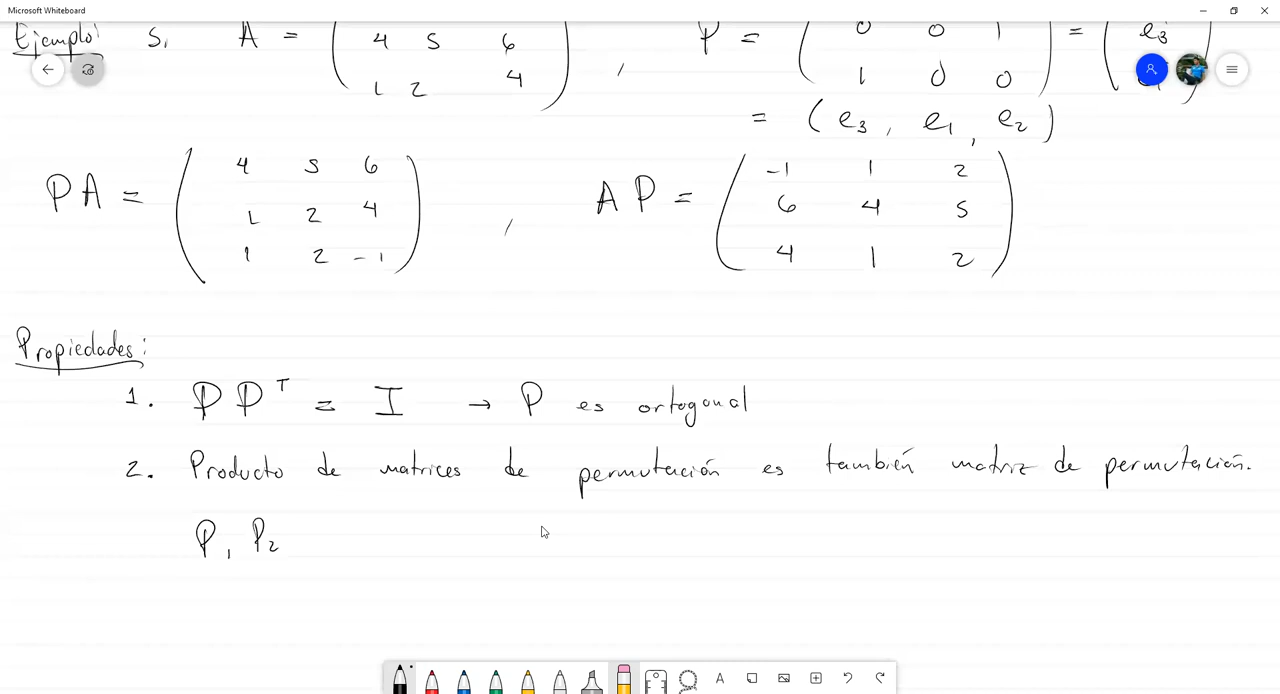 Microsoft Whiteboard
Ejemplo: Si A = ( 4 5 6 , P = ( 0 0 1 ) = ( e3
1 2 4 ) 1 0 0 )
= ( e3 , e1 , e2 )
PA = ( 4 5 6 ) , AP = ( -1 1 2 )
1 2 4 6 4 5
1 2 -1 4 1 2
Propiedades:
1. P P^T = I → P es ortogonal
2. Producto de matrices de permutación es también matriz de permutación.
P1 P2